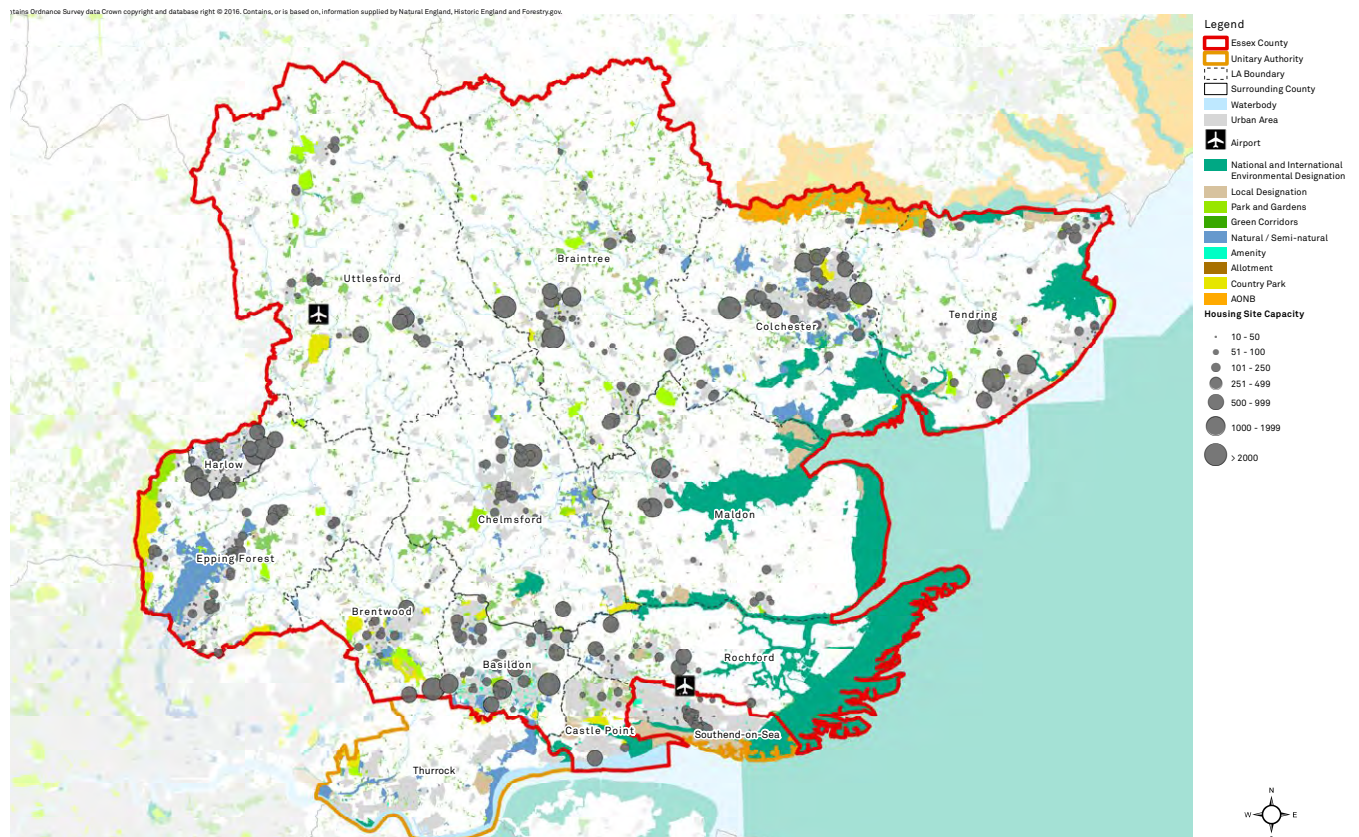 Ordnance Survey data Crown copyright and database right © 2016. Contains, or is based on, information supplied by Natural England, Historic England and Forestry.gov.
Legend
Essex County
Unitary Authority
LA Boundary
Surrounding County
Waterbody
Urban Area
Airport
National and International
Environmental Designation
Local Designation
Park and Gardens
Green Corridors
Natural / Semi-natural
Amenity
Allotment
Country Park
AONB
Housing Site Capacity
10 - 50
51 - 100
101 - 250
251 - 499
500 - 999
1000 - 1999
> 2000
Uttlesford
Braintree
Colchester
Tendring
Harlow
Chelmsford
Maldon
Epping Forest
Brentwood
Basildon
Rochford
Castle Point
Southend-on-Sea
Thurrock
N
W
E